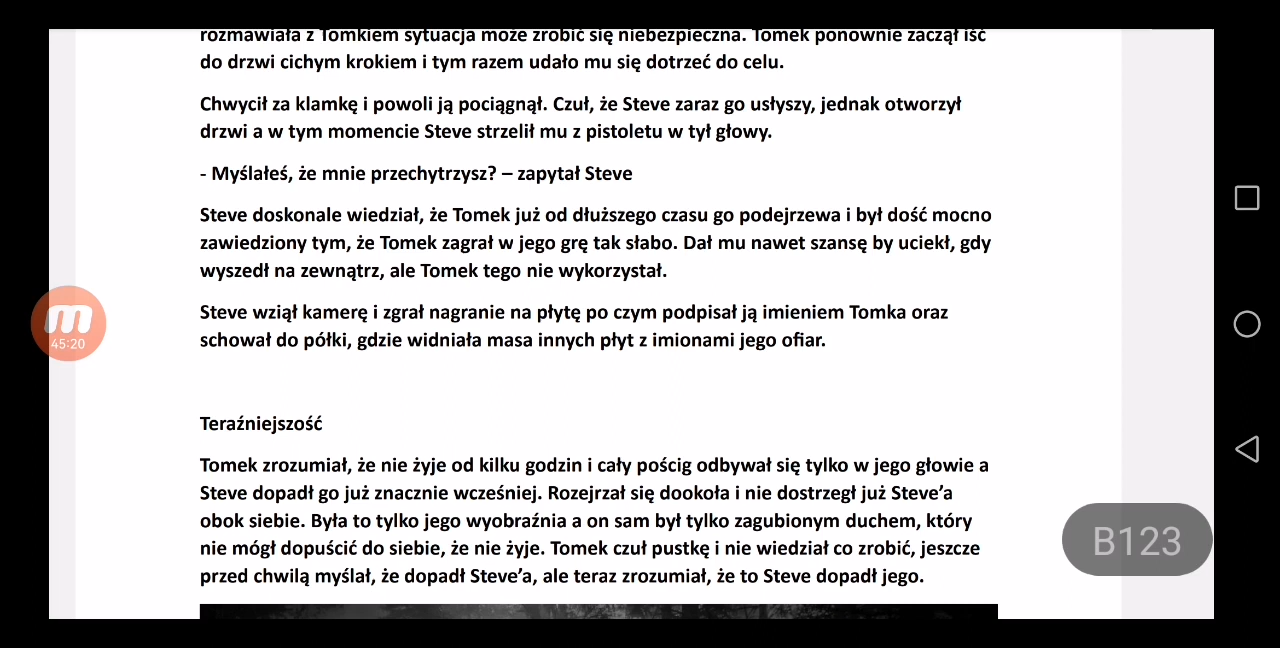 rozmawiała z Tomkiem sytuacja może zrobić się niebezpieczna. Tomek ponownie zaczął iść
do drzwi cichym krokiem i tym razem udało mu się dotrzeć do celu.
Chwycił za klamkę i powoli ją pociągnął. Czuł, że Steve zaraz go usłyszy, jednak otworzył
drzwi a w tym momencie Steve strzelił mu z pistoletu w tył głowy.
- Myślałeś, że mnie przechytrzysz? – zapytał Steve
Steve doskonale wiedział, że Tomek już od dłuższego czasu go podejrzewa i był dość mocno
zawiedziony tym, że Tomek zagrał w jego grę tak słabo. Dał mu nawet szansę by uciekł, gdy
wyszedł na zewnątrz, ale Tomek tego nie wykorzystał.
Steve wziął kamerę i zgrał nagranie na płytę po czym podpisał ją imieniem Tomka oraz
schował do półki, gdzie widniała masa innych płyt z imionami jego ofiar.
Teraźniejszość
Tomek zrozumiał, że nie żyje od kilku godzin i cały pościg odbywał się tylko w jego głowie a
Steve dopadł go już znacznie wcześniej. Rozejrzał się dookoła i nie dostrzegł już Steve’a
obok siebie. Była to tylko jego wyobraźnia a on sam był tylko zagubionym duchem, który
nie mógł dopuścić do siebie, że nie żyje. Tomek czuł pustkę i nie wiedział co zrobić, jeszcze
przed chwilą myślał, że dopadł Steve’a, ale teraz zrozumiał, że to Steve dopadł jego.
45:20
B123